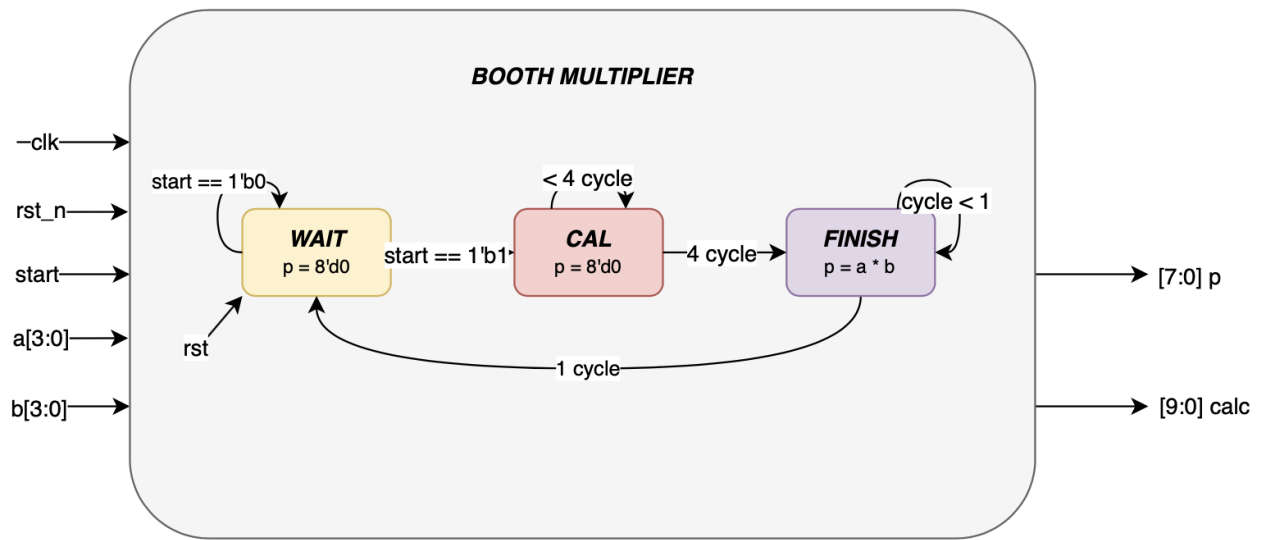 BOOTH MULTIPLIER
clk
rst_n
start
a[3:0]
b[3:0]
start == 1'b0
WAIT
p = 8'd0
rst
start == 1'b1
< 4 cycle
CAL
p = 8'd0
4 cycle
cycle < 1
FINISH
p = a * b
1 cycle
[7:0] p
[9:0] calc